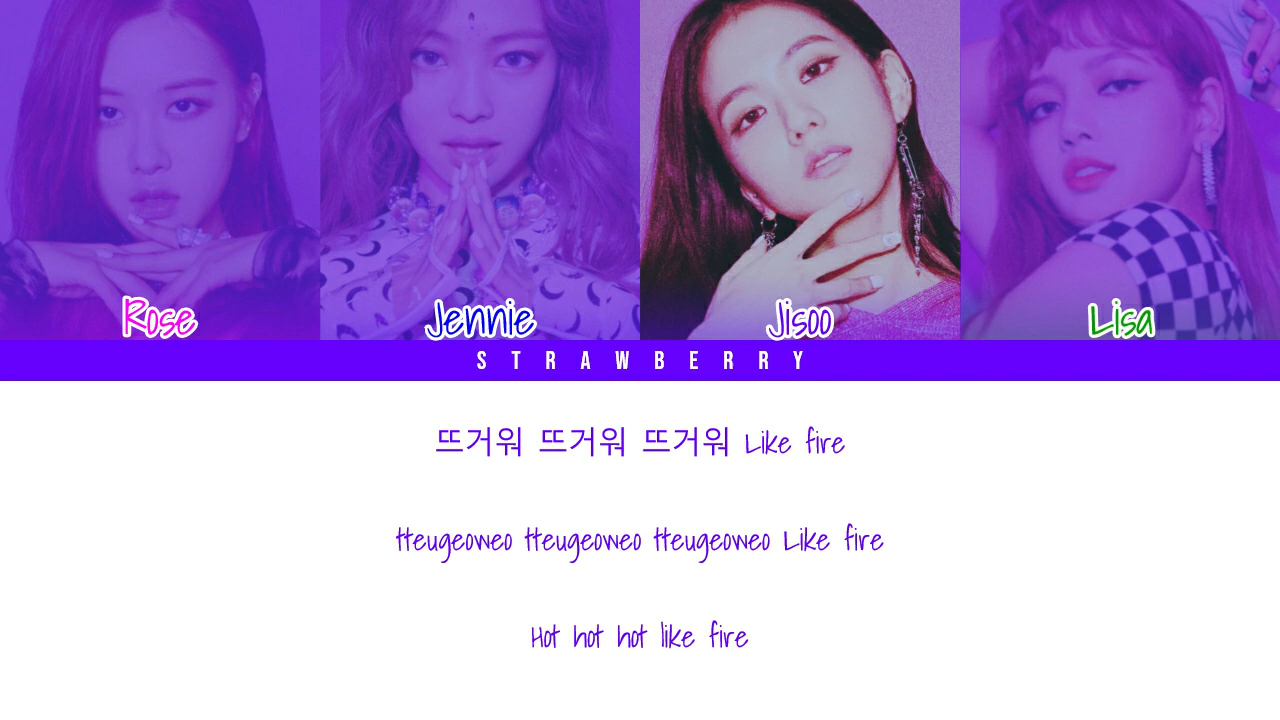 Rose
Jennie
Jisoo
Lisa
STRAWBERRY
뜨거워 뜨거워 뜨거워 Like fire
tteugeoweo tteugeoweo tteugeoweo Like fire
Hot hot hot like fire